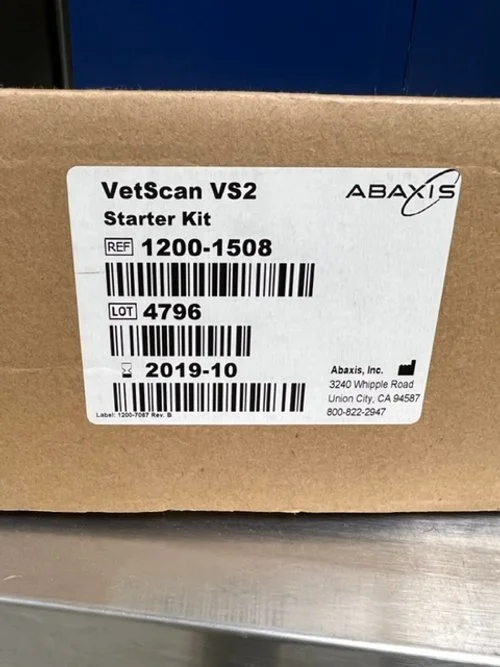 VetScan VS2
ABAXIS
Starter Kit
REF 1200-1508
LOT 4796
2019-10
Abaxis, Inc.
3240 Whipple Road
Union City, CA 94587
800-822-2947
Label: 1200-7087 Rev. B